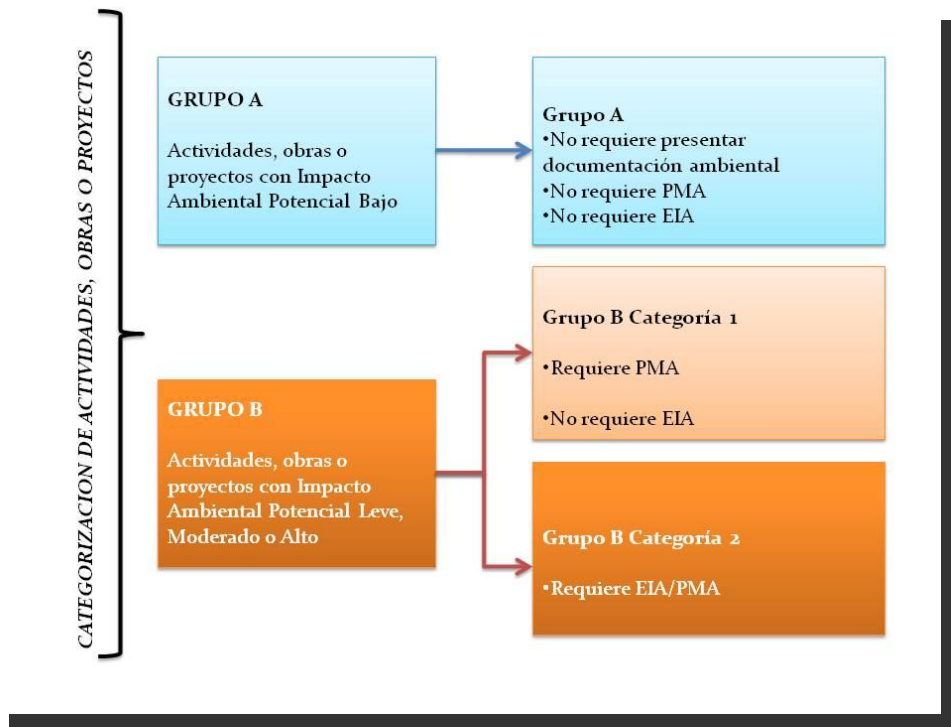 CATEGORIZACION DE ACTIVIDADES, OBRAS O PROYECTOS
GRUPO A
Actividades, obras o
proyectos con Impacto
Ambiental Potencial Bajo
Grupo A
•No requiere presentar
documentación ambiental
•No requiere PMA
•No requiere EIA
GRUPO B
Actividades, obras o
proyectos con Impacto
Ambiental Potencial Leve,
Moderado o Alto
Grupo B Categoría 1
•Requiere PMA
•No requiere EIA
Grupo B Categoría 2
•Requiere EIA/PMA